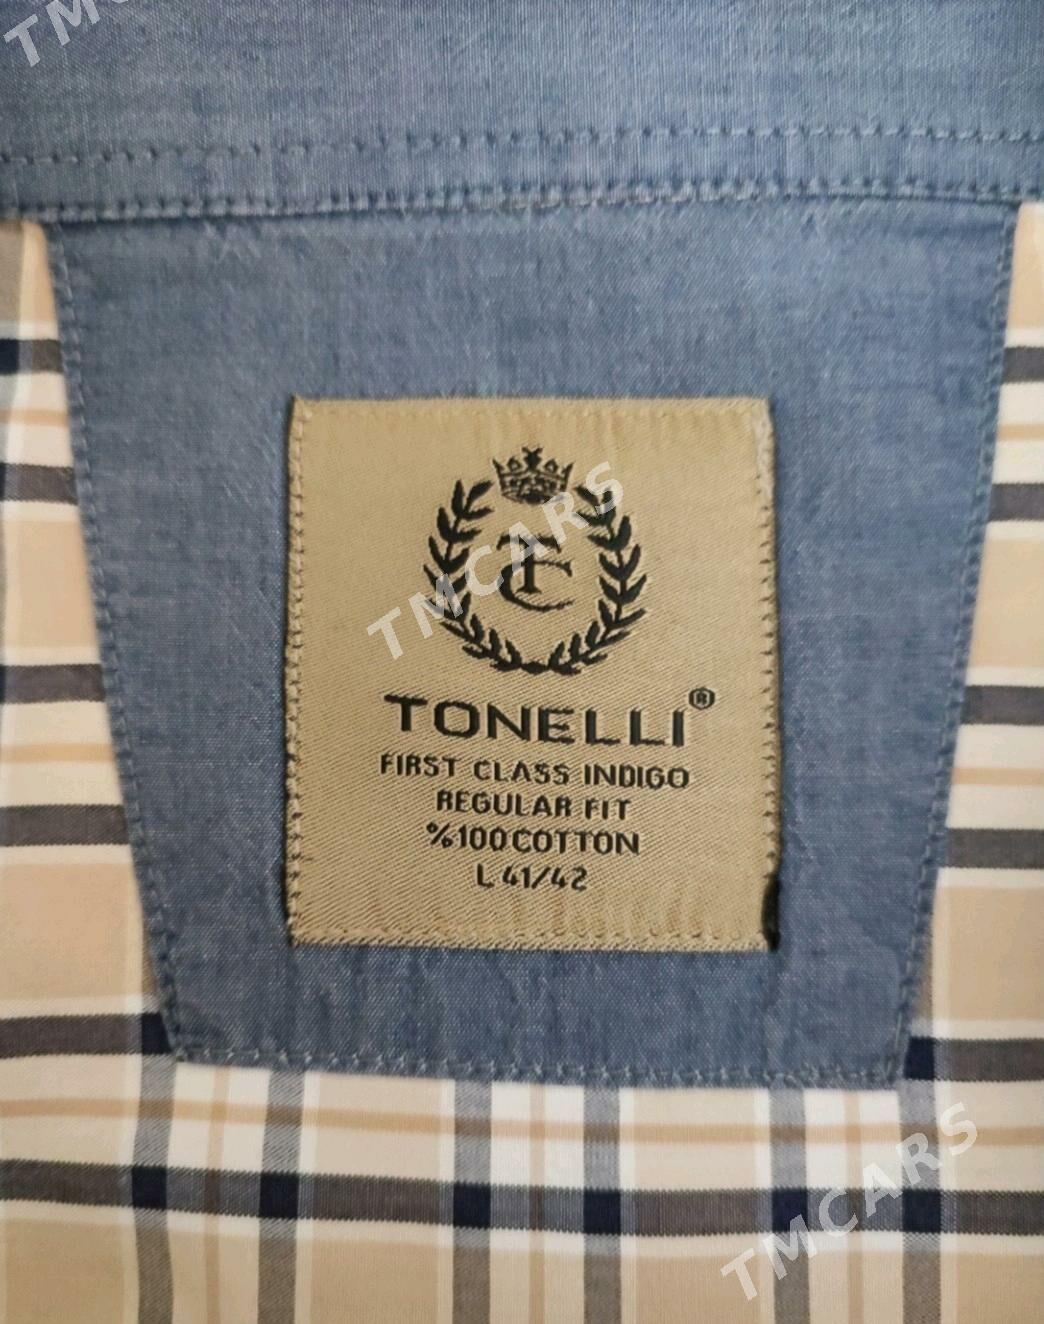 TMCARS
TC
TMCARS
TONELLI®
FIRST CLASS INDIGO
REGULAR FIT
%100 COTTON
L 41/42
TMCARS